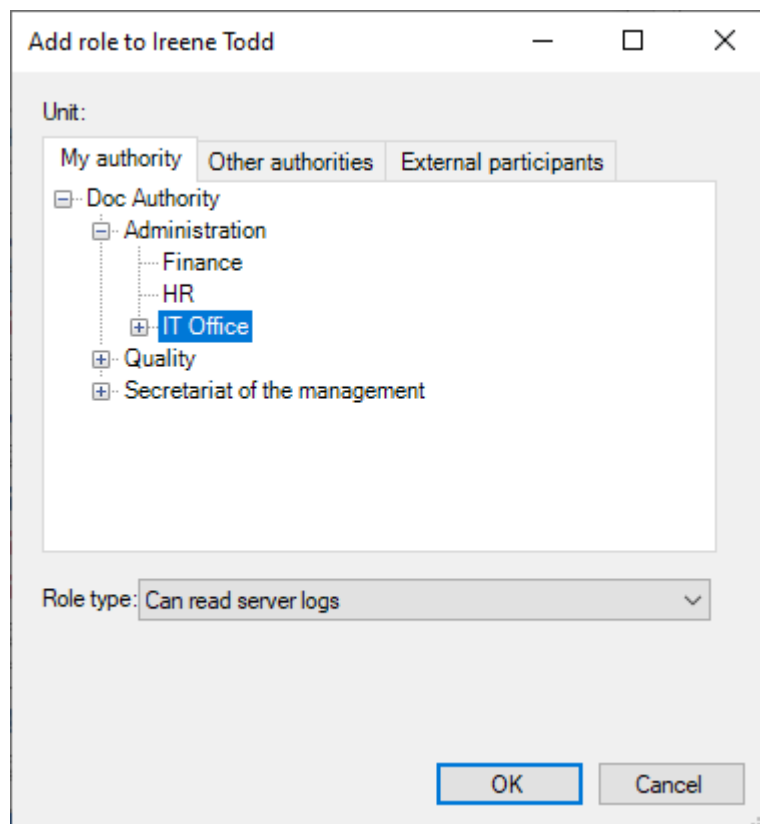 Add role to Ireene Todd
Unit:
My authority Other authorities External participants
Doc Authority
Administration
Finance
HR
IT Office
Quality
Secretariat of the management
Role type: Can read server logs
OK Cancel